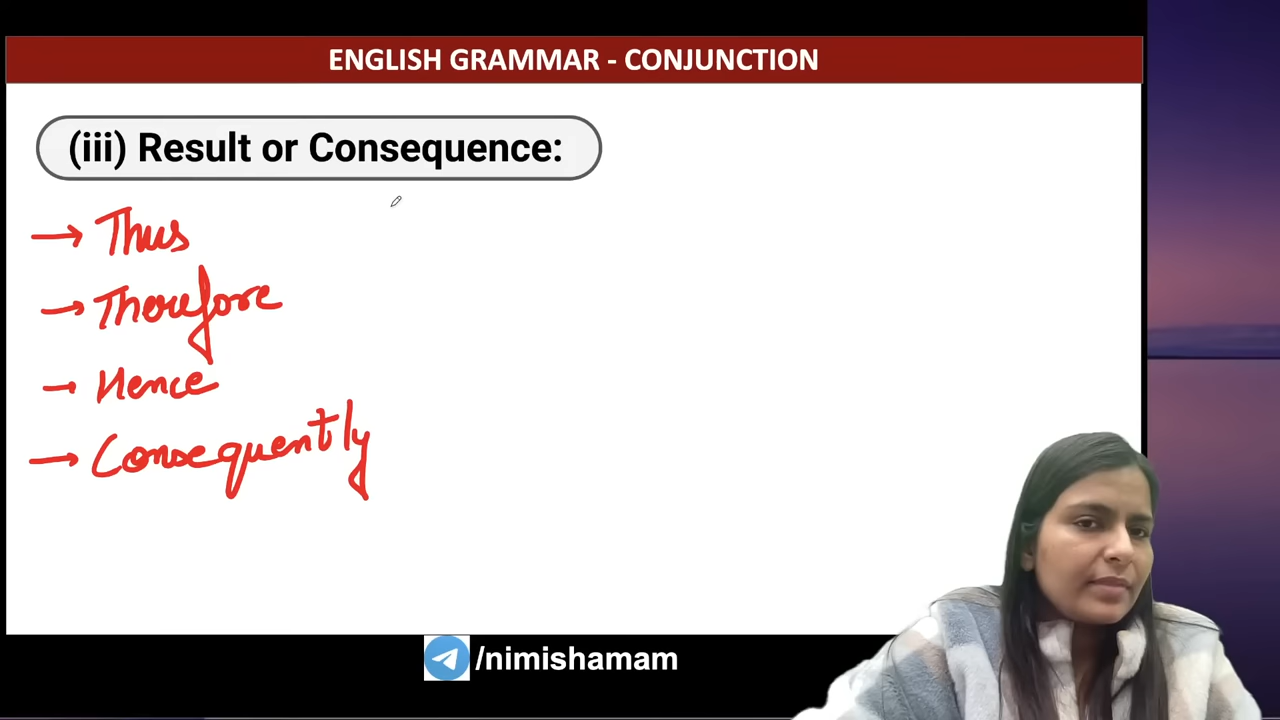 ENGLISH GRAMMAR - CONJUNCTION
(iii) Result or Consequence:
→ Thus
→ Therefore
→ Hence
→ Consequently
/nimishamam